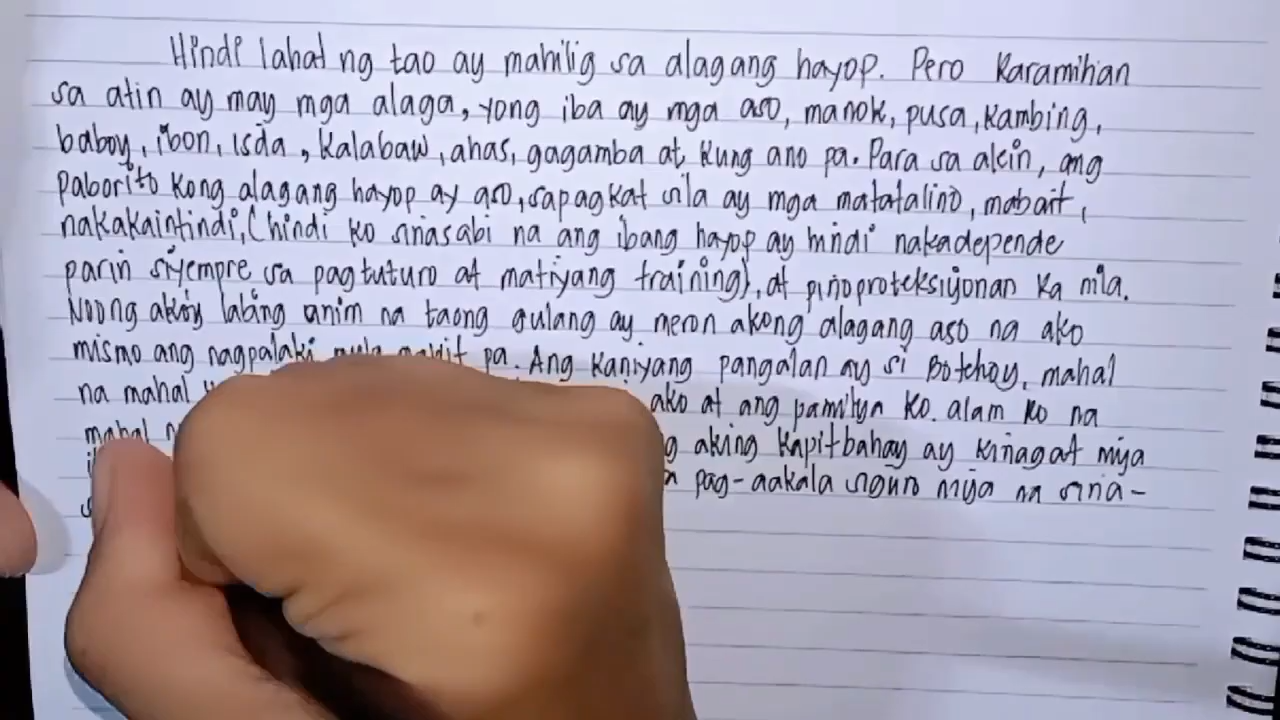 Hindi lahat ng tao ay mahilig sa alagang hayop. Pero karamihan
sa atin ay may mga alaga, yong iba ay mga aso, manok, pusa, kambing,
baboy, ibon, isda, kalabaw, ahas, gagamba at kung ano pa. Para sa akin, ang
paborito kong alagang hayop ay aso, sapagkat sila ay mga matatalino, mabait,
nakakaintindi, (hindi ko sinasabi na ang ibang hayop ay hindi nakadepende
parin siyempre sa pagtuturo at matiyang training), at pinoproteksiyonan ka nila.
Noong ako'y labing anim na taong gulang ay meron akong alagang aso na ako
mismo ang nagpalaki pa. Ang kaniyang pangalan ay si Botchoy, mahal
na mahal ako at ang pamilya ko. alam ko na
mahal aking kapitbahay ay kinagat niya
pag-aakala siguro niya na sina-